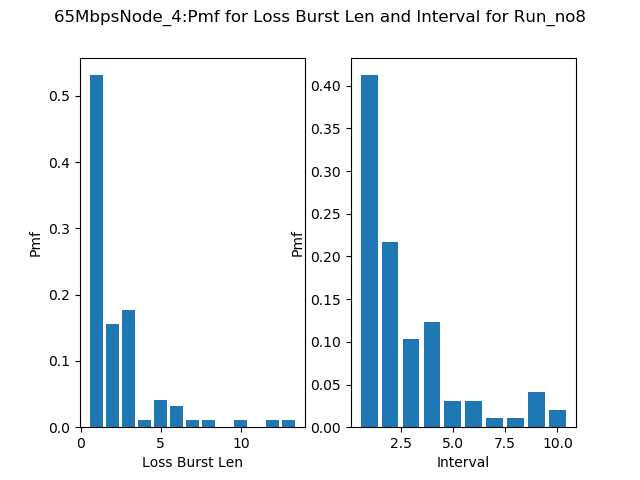 65MbpsNode_4:Pmf for Loss Burst Len and Interval for Run_no8
0.5
0.4
0.3
0.2
0.1
0.0
Pmf
0 5 10
Loss Burst Len
0.40
0.35
0.30
0.25
0.20
0.15
0.10
0.05
0.00
Pmf
2.5 5.0 7.5 10.0
Interval